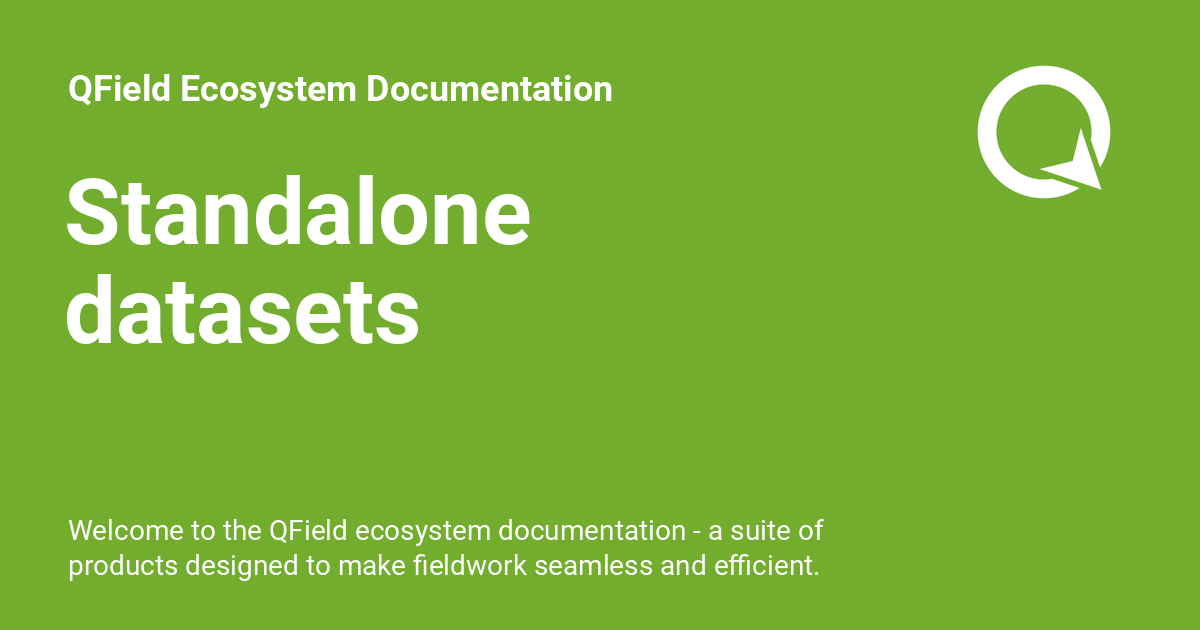 QField Ecosystem Documentation
Standalone
datasets
Welcome to the QField ecosystem documentation - a suite of
products designed to make fieldwork seamless and efficient.